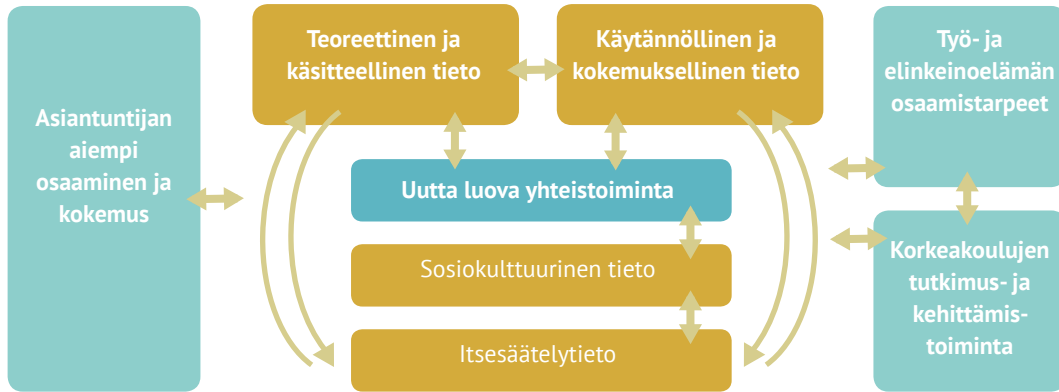 Asiantuntijan
aiempi
osaaminen ja
kokemus
Teoreettinen ja
käsitteellinen tieto
Käytännöllinen ja
kokemuksellinen tieto
Uutta luova yhteistoiminta
Sosiokulttuurinen tieto
Itsesäätelytieto
Työ- ja
elinkeinoelämän
osaamistarpeet
Korkeakoulujen
tutkimus- ja
kehittämis-
toiminta